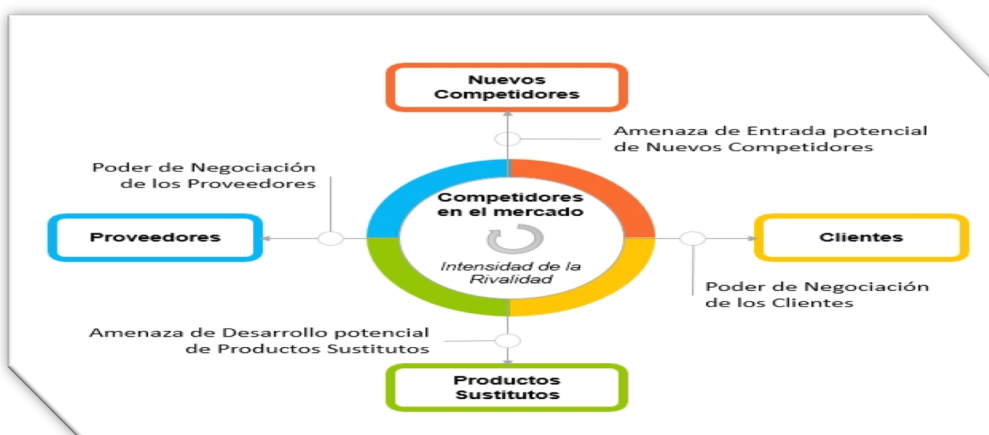 Nuevos
Competidores
Amenaza de Entrada potencial
de Nuevos Competidores
Poder de Negociación
de los Proveedores
Competidores
en el mercado
Proveedores
Clientes
Intensidad de la
Rivalidad
Poder de Negociación
de los Clientes
Amenaza de Desarrollo potencial
de Productos Sustitutos
Productos
Sustitutos